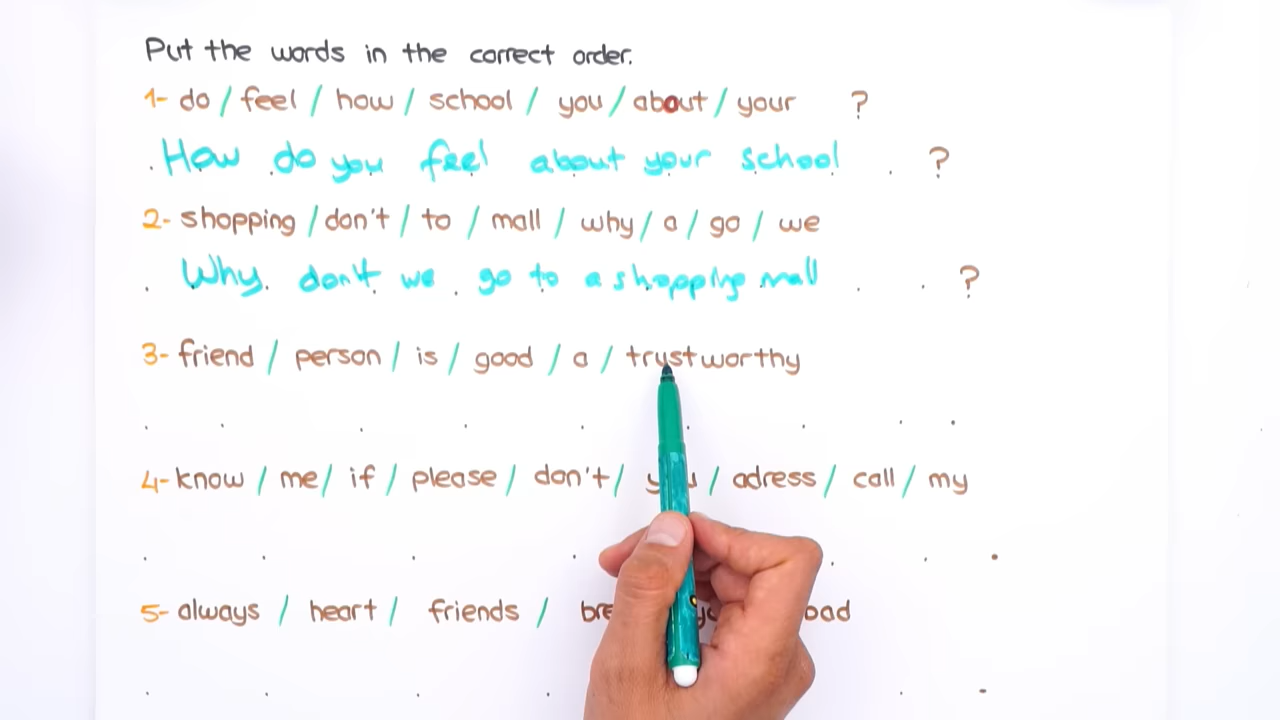 Put the words in the correct order.
1- do / feel / how / school / you / about / your ?
How do you feel about your school ?
2- shopping / don't / to / mall / why / a / go / we
Why don't we go to a shopping mall ?
3- friend / person / is / good / a / trustworthy
4- know / me / if / please / don't / / adress / call / my
5- always / heart / friends /